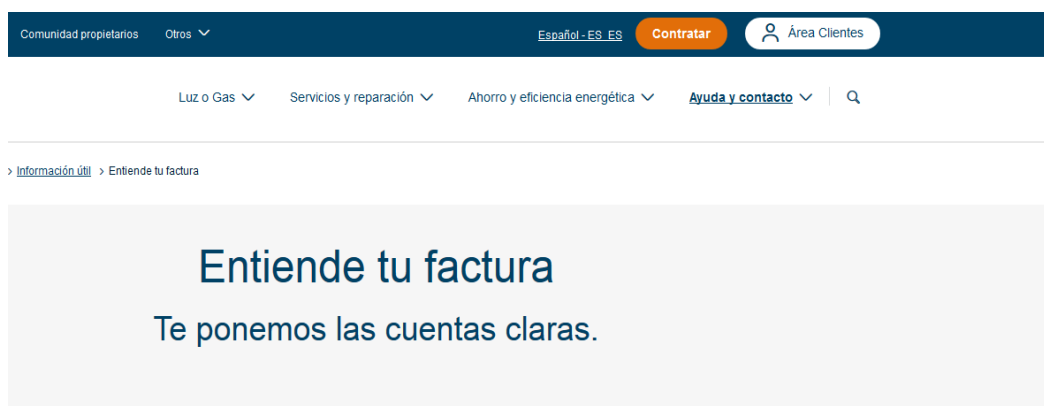 Comunidad propietarios Otros Español - ES_ES Contratar Área Clientes
Luz o Gas Servicios y reparación Ahorro y eficiencia energética Ayuda y contacto
> Información útil > Entiende tu factura
Entiende tu factura
Te ponemos las cuentas claras.